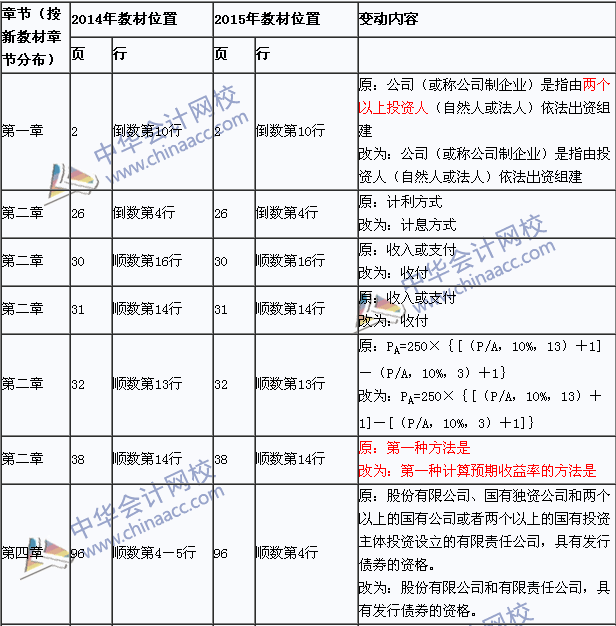 章节（按新教材章节分布） 2014年教材位置 2015年教材位置 变动内容
页 行 页 行
第一章 2 倒数第10行 2 倒数第10行
原：公司（或称公司制企业）是指由两个
以上投资人（自然人或法人）依法出资组
建
改为：公司（或称公司制企业）是指由投
资人（自然人或法人）依法出资组建
第二章 26 倒数第4行 26 倒数第4行
原：计利方式
改为：计息方式
第二章 30 顺数第16行 30 顺数第16行
原：收入或支付
改为：收付
第二章 31 顺数第14行 31 顺数第14行
原：收入或支付
改为：收付
第二章 32 顺数第13行 32 顺数第13行
原：PA=250×｛[（P/A，10%，13）＋1]
－（P/A，10%，3）＋1｝
改为：PA=250×｛[（P/A，10%，13）＋
1]－[（P/A，10%，3）＋1]｝
第二章 38 顺数第14行 38 顺数第14行
原：第一种方法是
改为：第一种计算预期收益率的方法是
第四章 96 顺数第4－5行 96 顺数第4行
原：股份有限公司、国有独资公司和两个
以上的国有公司或者两个以上的国有投资
主体投资设立的有限责任公司，具有发行
债券的资格。
改为：股份有限公司和有限责任公司，具
有发行债券的资格。
中华会计网校
www.chinaacc.com
中华会计网校
www.chinaacc.com
中华会计网校
www.chinaacc.com